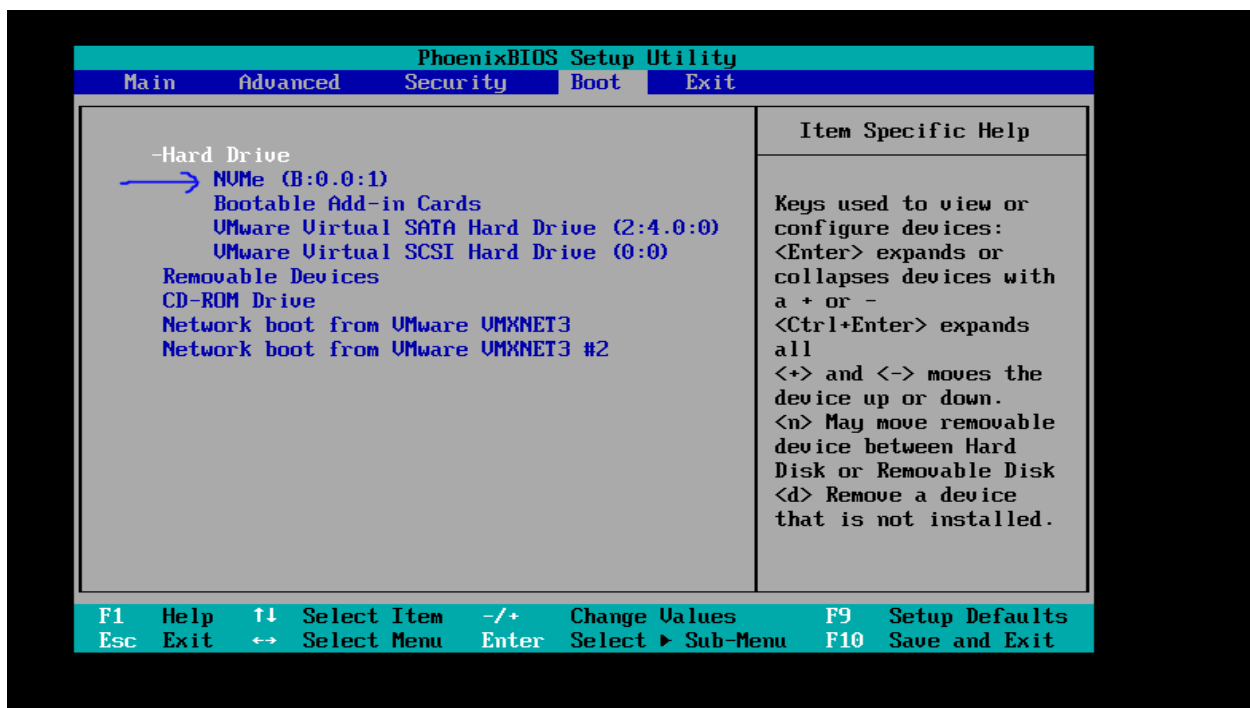 PhoenixBIOS Setup Utility
Main Advanced Security Boot Exit
-Hard Drive
NVMe (B:0.0:1)
Bootable Add-in Cards
VMware Virtual SATA Hard Drive (2:4.0:0)
VMware Virtual SCSI Hard Drive (0:0)
Removable Devices
CD-ROM Drive
Network boot from VMware VMXNET3
Network boot from VMware VMXNET3 #2
Item Specific Help
Keys used to view or
configure devices:
<Enter> expands or
collapses devices with
a + or -
<Ctrl+Enter> expands
all
<+> and <-> moves the
device up or down.
<n> May move removable
device between Hard
Disk or Removable Disk
<d> Remove a device
that is not installed.
F1 Help ↑↓ Select Item -/+ Change Values F9 Setup Defaults
Esc Exit ↔ Select Menu Enter Select ▶ Sub-Menu F10 Save and Exit